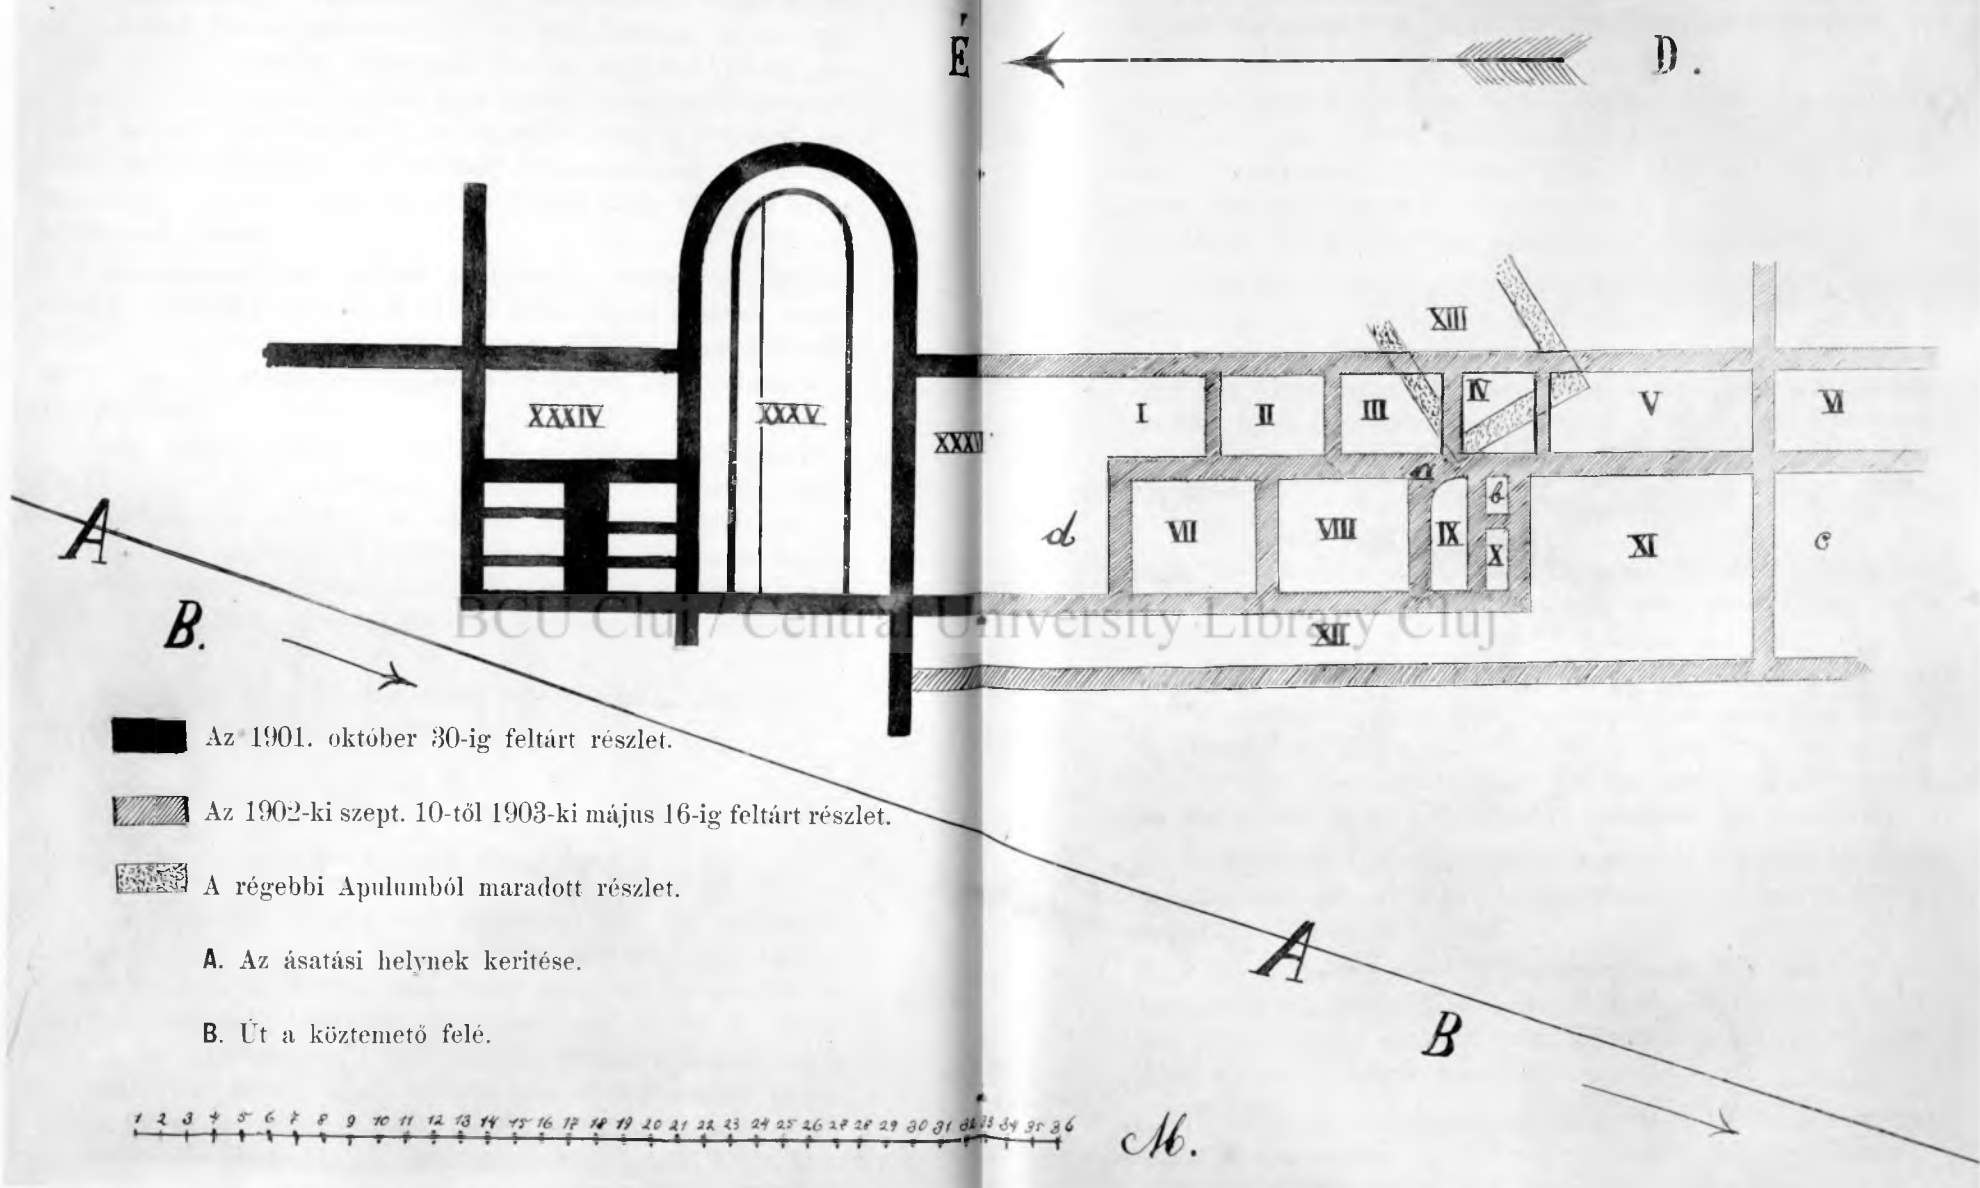 É D.
XIII
XXXIV XXXV XXXVI I II III IV V VI
a
d VII VIII IX b X XI c
A
B.
XII
BCU Cluj / Central University Library Cluj
Az 1901. október 30-ig feltárt részlet.
Az 1902-ki szept. 10-től 1903-ki május 16-ig feltárt részlet.
A régebbi Apulumból maradott részlet.
A. Az ásatási helynek keritése.
B. Út a köztemető felé.
A
B
1 2 3 4 5 6 7 8 9 10 11 12 13 14 15 16 17 18 19 20 21 22 23 24 25 26 27 28 29 30 31 32 33 34 35 36 M.